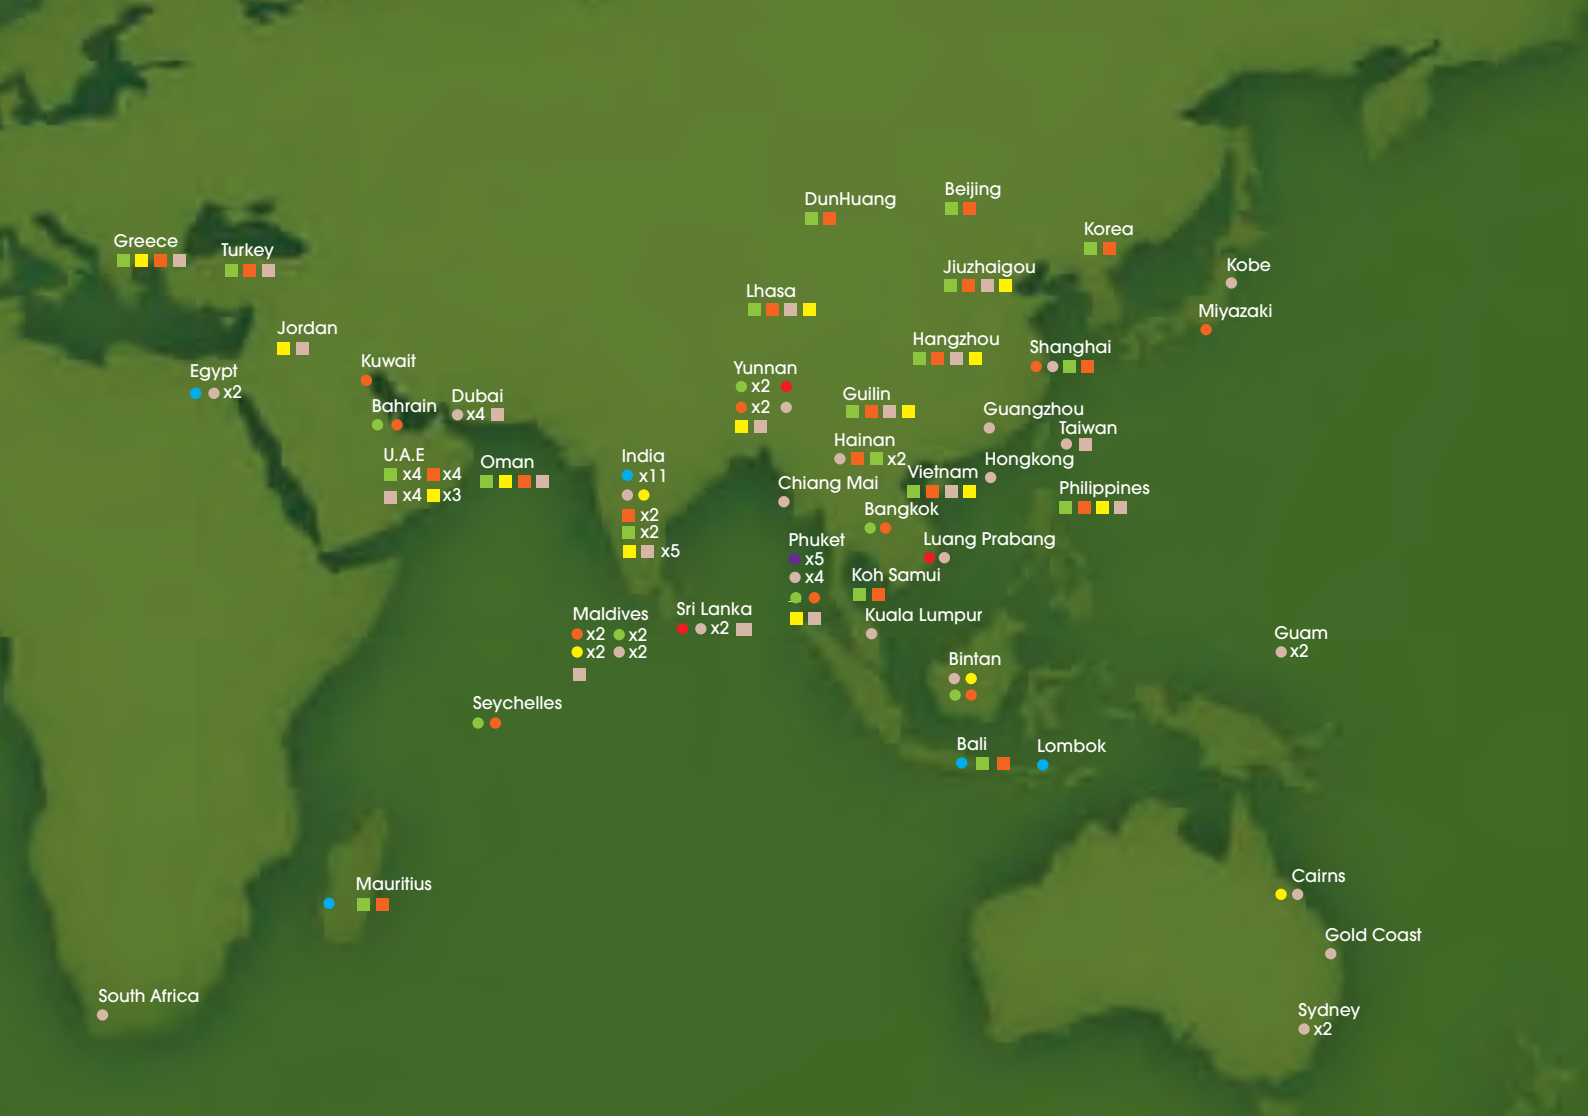 Beijing
DunHuang
Korea
Greece
Turkey
Jiuzhaigou
Kobe
Lhasa
Miyazaki
Jordan
Hangzhou
Shanghai
Kuwait
Egypt
x2
Yunnan
x2
x2
Dubai
x4
Guilin
Bahrain
Guangzhou
Taiwan
Hainan
x2
U.A.E
x4 x4
x4 x3
Oman
India
x11
x2
x2
x5
Hongkong
Vietnam
Chiang Mai
Philippines
Bangkok
Phuket
x5
x4
Luang Prabang
Koh Samui
Maldives
x2 x2
x2 x2
Sri Lanka
x2
Kuala Lumpur
Guam
x2
Bintan
Seychelles
Bali
Lombok
Cairns
Mauritius
Gold Coast
South Africa
Sydney
x2